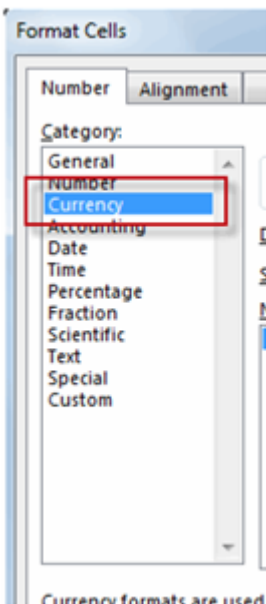 Format Cells
Number Alignment
Category:
General
Number
Currency
Accounting
Date
Time
Percentage
Fraction
Scientific
Text
Special
Custom
Currency formats are used